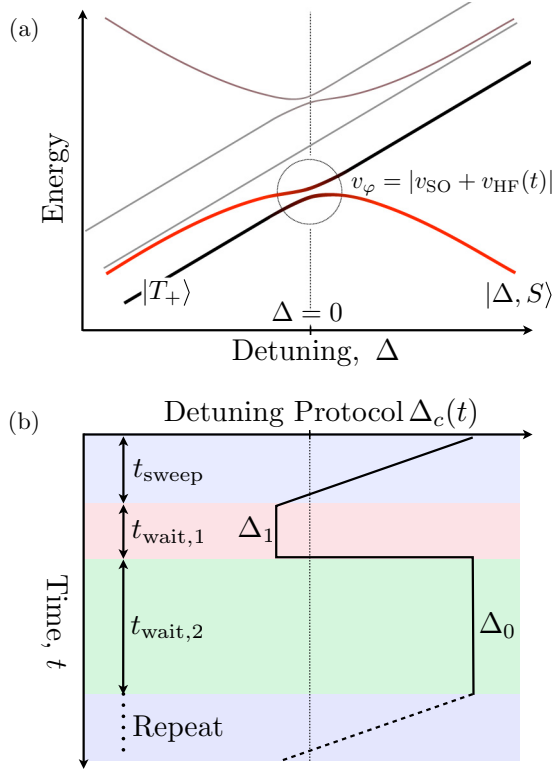 (a)
Energy
v_φ = |v_SO + v_HF(t)|
|T_+⟩
|Δ, S⟩
Δ = 0
Detuning, Δ
(b)
Detuning Protocol Δ_c(t)
t_sweep
t_wait,1
Δ_1
t_wait,2
Δ_0
Time, t
Repeat